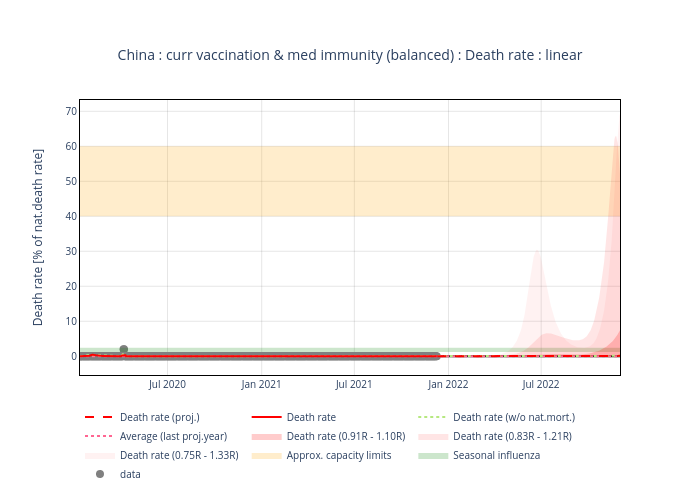 China : curr vaccination & med immunity (balanced) : Death rate : linear
Death rate [% of nat.death rate]
70
60
50
40
30
20
10
0
Jul 2020 Jan 2021 Jul 2021 Jan 2022 Jul 2022
Death rate (proj.) Death rate Death rate (w/o nat.mort.)
Average (last proj.year) Death rate (0.91R - 1.10R) Death rate (0.83R - 1.21R)
Death rate (0.75R - 1.33R) Approx. capacity limits Seasonal influenza
data